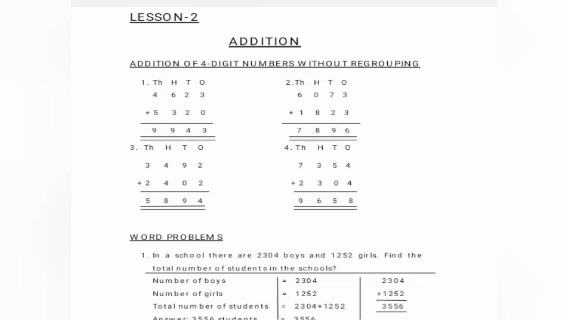 LESSON-2
ADDITION
ADDITION OF 4-DIGIT NUMBERS WITHOUT REGROUPING
1. Th H T O
4 6 2 3
+5 3 2 0
9 9 4 3
2.Th H T O
6 0 7 3
+ 1 8 2 3
7 8 9 6
3. Th H T O
3 4 9 2
+2 4 0 2
5 8 9 4
4. Th H T O
7 3 5 4
+2 3 0 4
9 6 5 8
WORD PROBLEMS
1. In a school there are 2304 boys and 1252 girls. Find the
total number of students in the schools?
Number of boys = 2304 2304
Number of girls = 1252 +1252
Total number of students = 2304+1252 3556
Answer: 3556 students = 3556